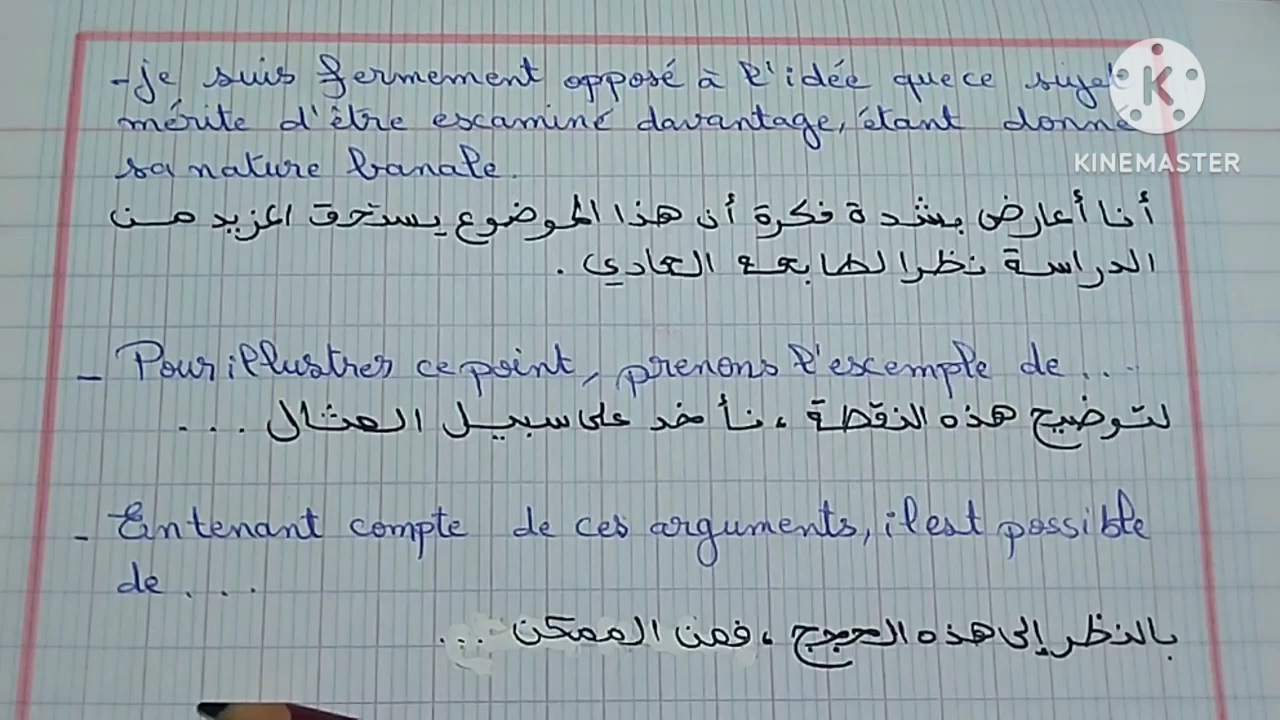 -je suis fermement opposé à l'idée que ce sujet
mérite d'être escaminé davantage, étant donné
sa nature banale.
أنا أعارض بشدة فكرة أن هذا الموضوع يستحق المزيد من
الدراسة نظرا لطابعه العادي.
- Pour illustrer ce point, prenons l'escemple de....
لتوضيح هذه النقطة، نأخد على سبيل المثال ...
- En tenant compte de ces arguments, il est possible
de....
بالنظر إلى هذه الحجج، فمن الممكن ...
K
KINEMASTER